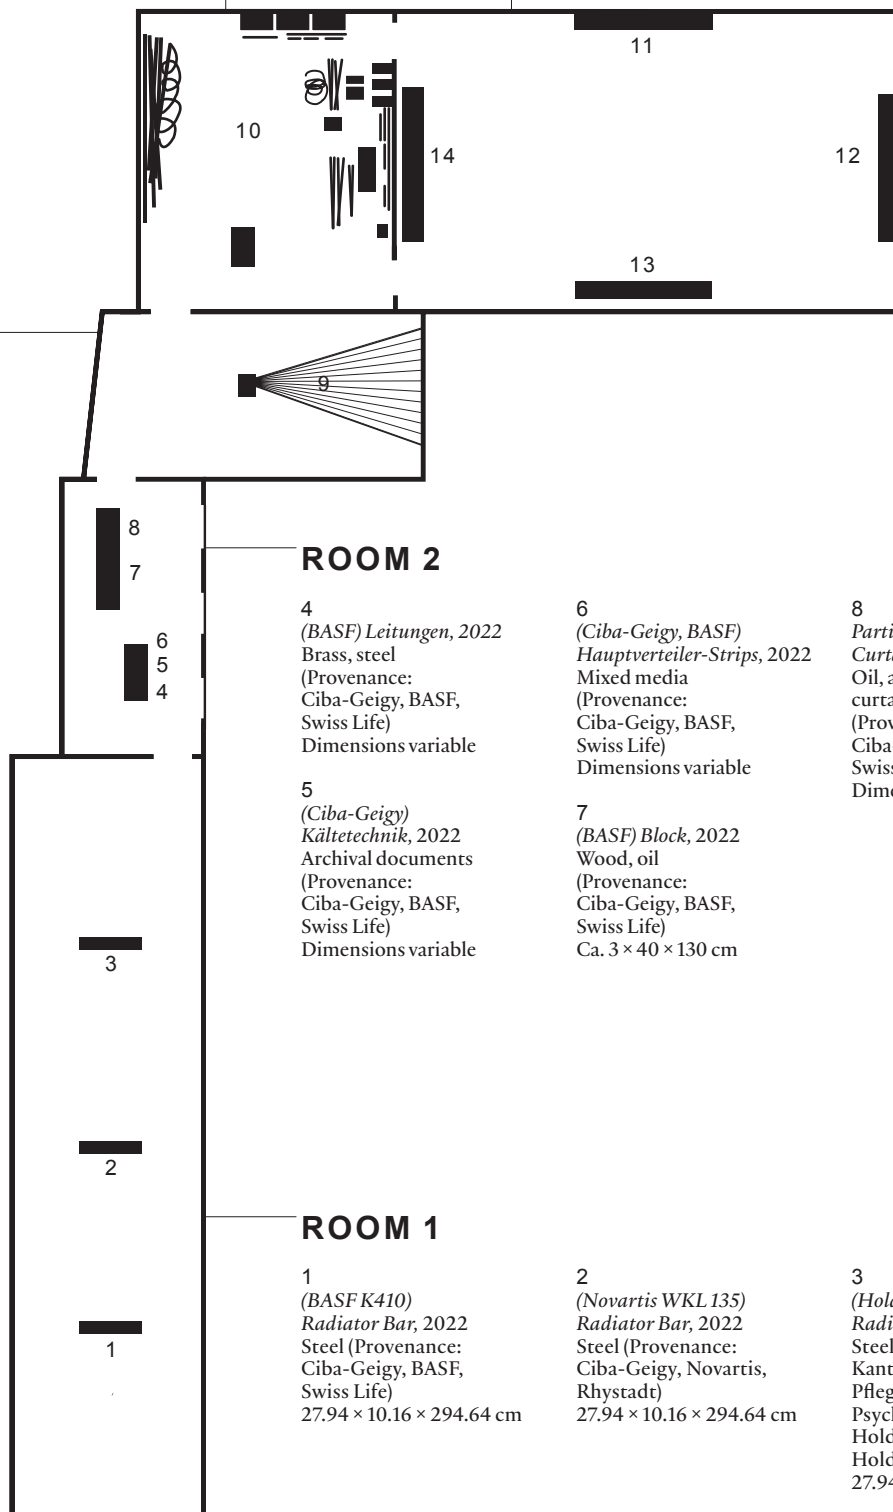 11
10
14
12
13
9
8
7
6
5
4
3
2
1
ROOM 2
4
(BASF) Leitungen, 2022
Brass, steel
(Provenance:
Ciba-Geigy, BASF,
Swiss Life)
Dimensions variable
5
(Ciba-Geigy)
Kältetechnik, 2022
Archival documents
(Provenance:
Ciba-Geigy, BASF,
Swiss Life)
Dimensions variable
6
(Ciba-Geigy, BASF)
Hauptverteiler-Strips, 2022
Mixed media
(Provenance:
Ciba-Geigy, BASF,
Swiss Life)
Dimensions variable
7
(BASF) Block, 2022
Wood, oil
(Provenance:
Ciba-Geigy, BASF,
Swiss Life)
Ca. 3 × 40 × 130 cm
8
Oil,
Swiss
ROOM 1
1
(BASF K410)
Radiator Bar, 2022
Steel (Provenance:
Ciba-Geigy, BASF,
Swiss Life)
27.94 × 10.16 × 294.64 cm
2
(Novartis WKL 135)
Radiator Bar, 2022
Steel (Provenance:
Ciba-Geigy, Novartis,
Rhystadt)
27.94 × 10.16 × 294.64 cm
3
Steel
27.94